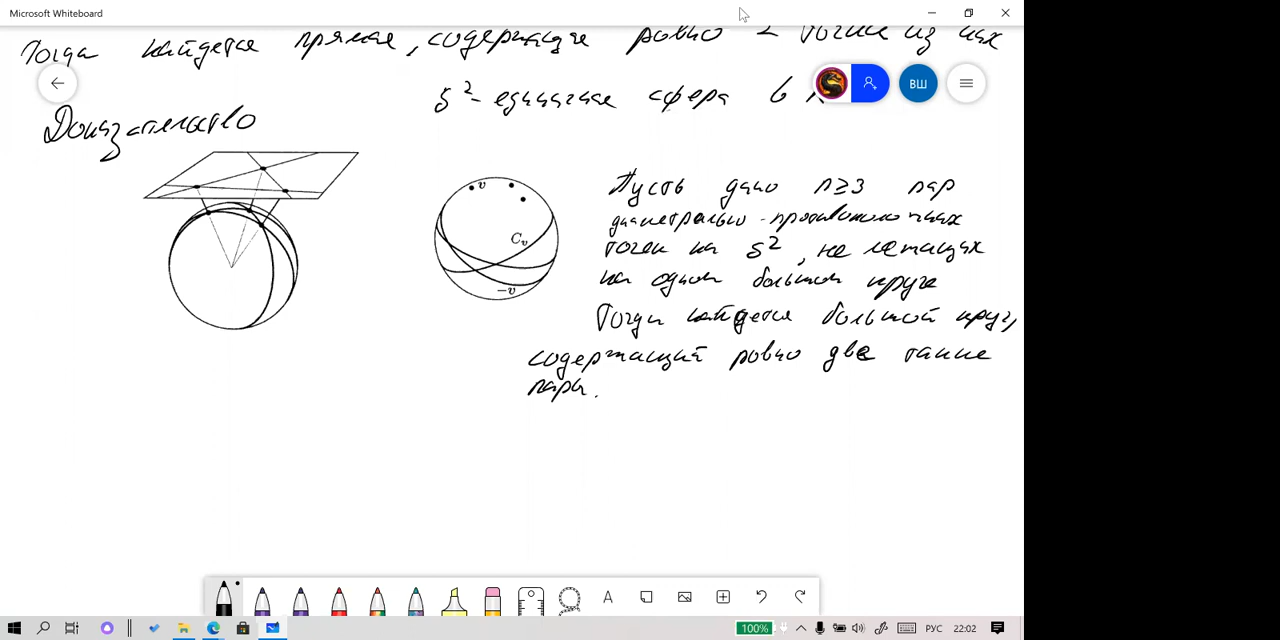 Microsoft Whiteboard
Тогда найдется прямая, содержащая ровно 2 точки из них
ВШ
S²-единичная сфера в
Доказательство
v
C_v
-v
Пусть дано n≥3 пар
диаметрально-противоположных
точек на S², не лежащих
на одном большом круге
Тогда найдется большой круг,
содержащий ровно две такие
пары.
A
100%
РУС
22:02